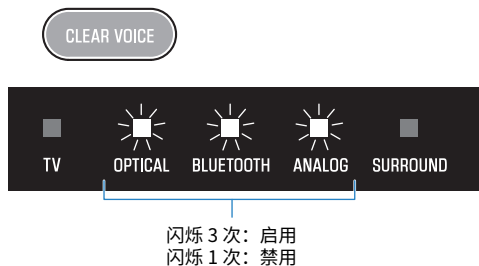 CLEAR VOICE
TV OPTICAL BLUETOOTH ANALOG SURROUND
闪烁 3 次：启用
闪烁 1 次：禁用